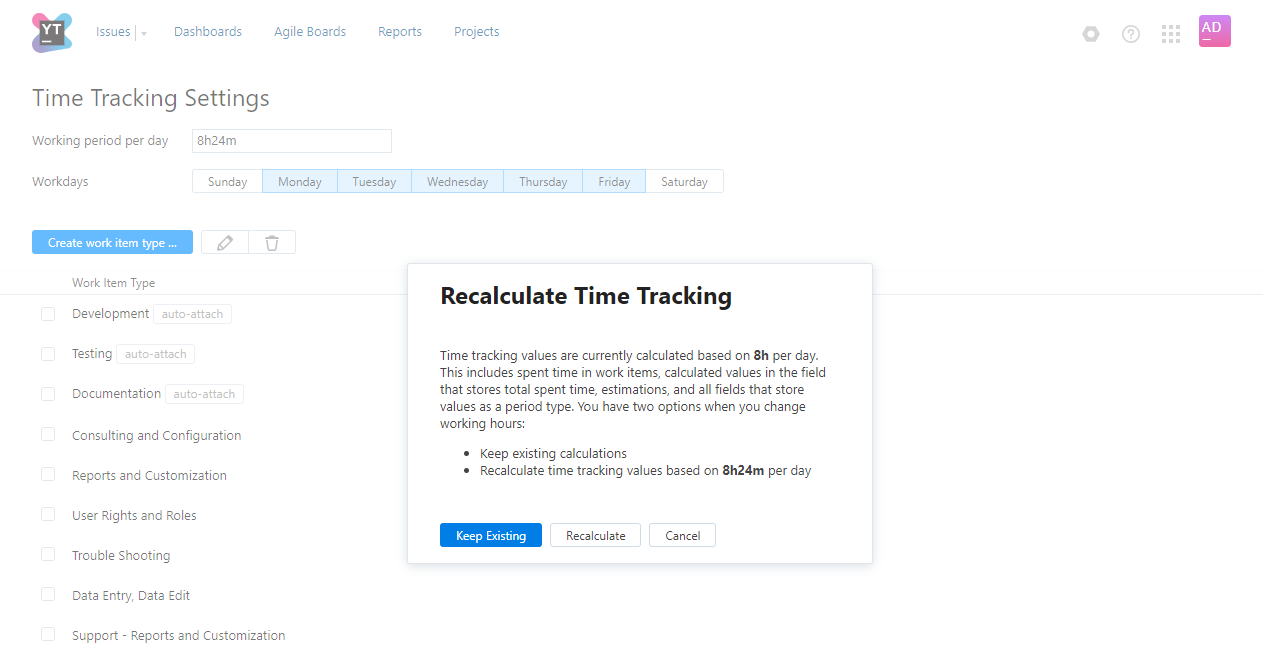 YT
Issues
Dashboards
Agile Boards
Reports
Projects
AD
Time Tracking Settings
Working period per day 8h24m
Workdays Sunday Monday Tuesday Wednesday Thursday Friday Saturday
Create work item type ...
Work Item Type
Development auto-attach
Testing auto-attach
Documentation auto-attach
Consulting and Configuration
Reports and Customization
User Rights and Roles
Trouble Shooting
Data Entry, Data Edit
Support - Reports and Customization
Recalculate Time Tracking
Time tracking values are currently calculated based on 8h per day.
This includes spent time in work items, calculated values in the field
that stores total spent time, estimations, and all fields that store
values as a period type. You have two options when you change
working hours:
• Keep existing calculations
• Recalculate time tracking values based on 8h24m per day
Keep Existing Recalculate Cancel